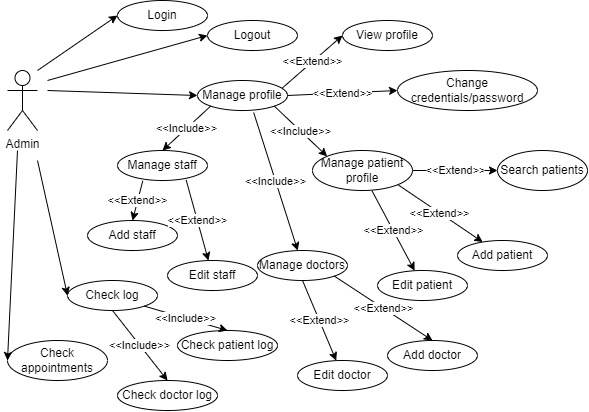 Login
Logout
View profile
<<Extend>>
Manage profile
<<Extend>>
Change
credentials/password
Admin
<<Include>>
<<Include>>
Manage staff
Manage patient
profile
<<Extend>>
Search patients
<<Include>>
<<Extend>>
<<Extend>>
<<Extend>>
<<Extend>>
Add staff
Add patient
Edit staff
Manage doctors
Edit patient
Check log
<<Include>>
<<Extend>>
<<Extend>>
<<Include>>
Check patient log
Check
appointments
Add doctor
Edit doctor
Check doctor log